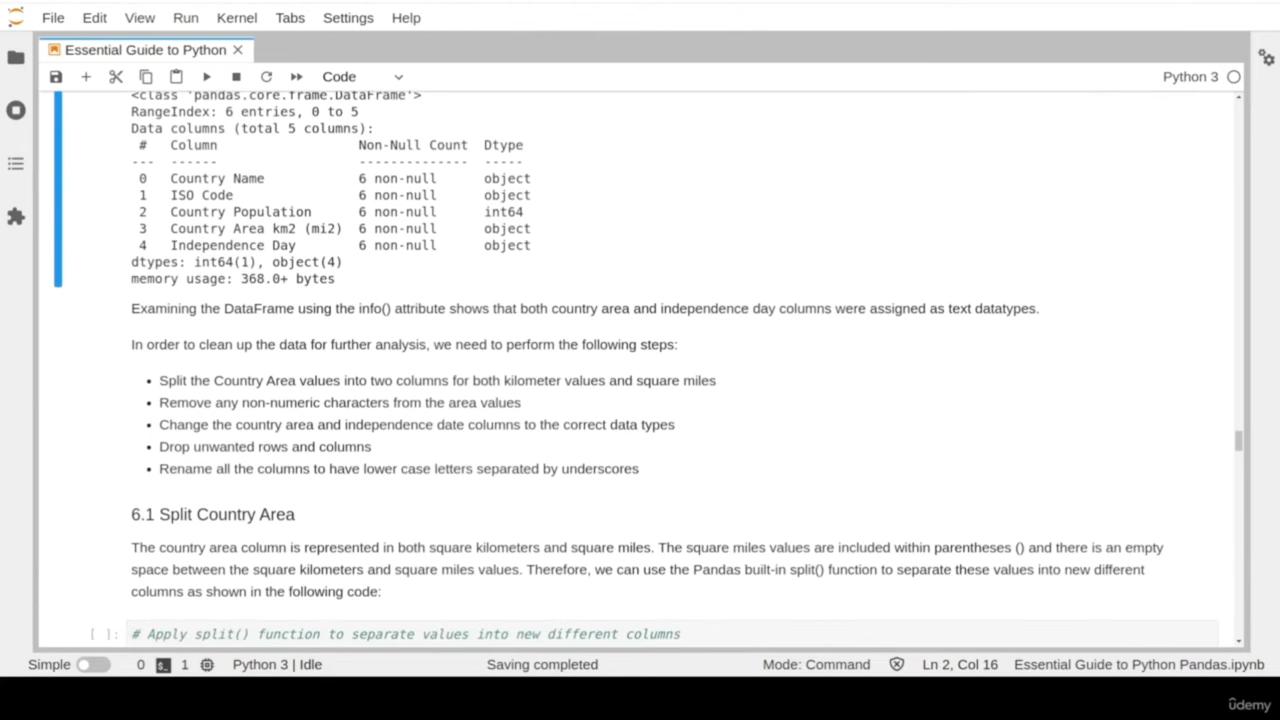 File Edit View Run Kernel Tabs Settings Help
Essential Guide to Python
Code
Python 3
<class 'pandas.core.frame.DataFrame'>
RangeIndex: 6 entries, 0 to 5
Data columns (total 5 columns):
# Column Non-Null Count Dtype
--- ------ -------------- -----
0 Country Name 6 non-null object
1 ISO Code 6 non-null object
2 Country Population 6 non-null int64
3 Country Area km2 (mi2) 6 non-null object
4 Independence Day 6 non-null object
dtypes: int64(1), object(4)
memory usage: 368.0+ bytes
Examining the DataFrame using the info() attribute shows that both country area and independence day columns were assigned as text datatypes.
In order to clean up the data for further analysis, we need to perform the following steps:
• Split the Country Area values into two columns for both kilometer values and square miles
• Remove any non-numeric characters from the area values
• Change the country area and independence date columns to the correct data types
• Drop unwanted rows and columns
• Rename all the columns to have lower case letters separated by underscores
6.1 Split Country Area
The country area column is represented in both square kilometers and square miles. The square miles values are included within parentheses () and there is an empty
space between the square kilometers and square miles values. Therefore, we can use the Pandas built-in split() function to separate these values into new different
columns as shown in the following code:
[ ]: # Apply split() function to separate values into new different columns
Simple 0 $_ 1 Python 3 | Idle Saving completed Mode: Command Ln 2, Col 16 Essential Guide to Python Pandas.ipynb
ûdemy